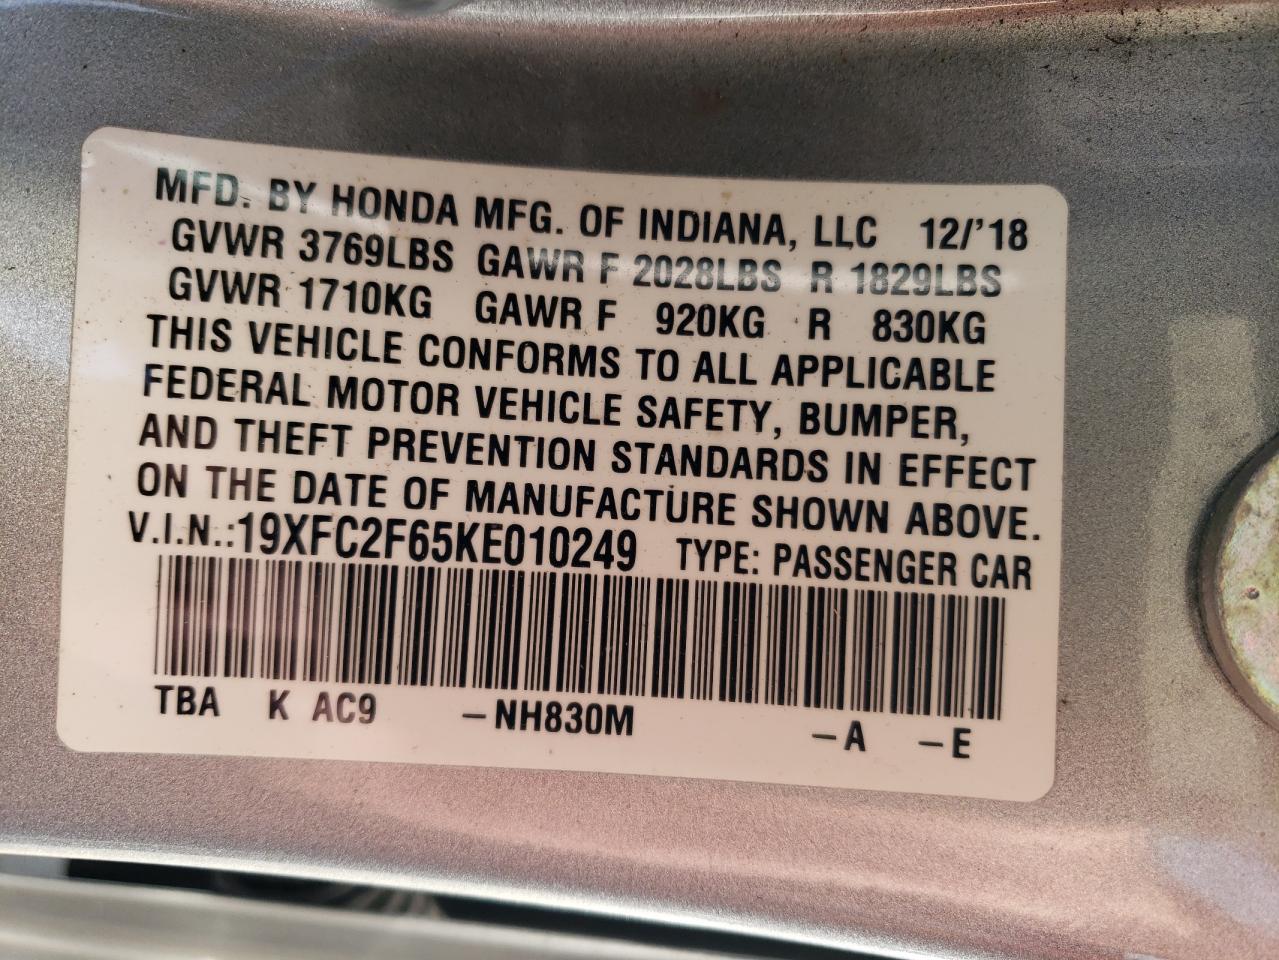 MFD. BY HONDA MFG. OF INDIANA, LLC 12/'18
GVWR 3769LBS GAWR F 2028LBS R 1829LBS
GVWR 1710KG GAWR F 920KG R 830KG
THIS VEHICLE CONFORMS TO ALL APPLICABLE
FEDERAL MOTOR VEHICLE SAFETY, BUMPER,
AND THEFT PREVENTION STANDARDS IN EFFECT
ON THE DATE OF MANUFACTURE SHOWN ABOVE.
V.I.N.:19XFC2F65KE010249 TYPE: PASSENGER CAR
TBA K AC9 –NH830M –A –E